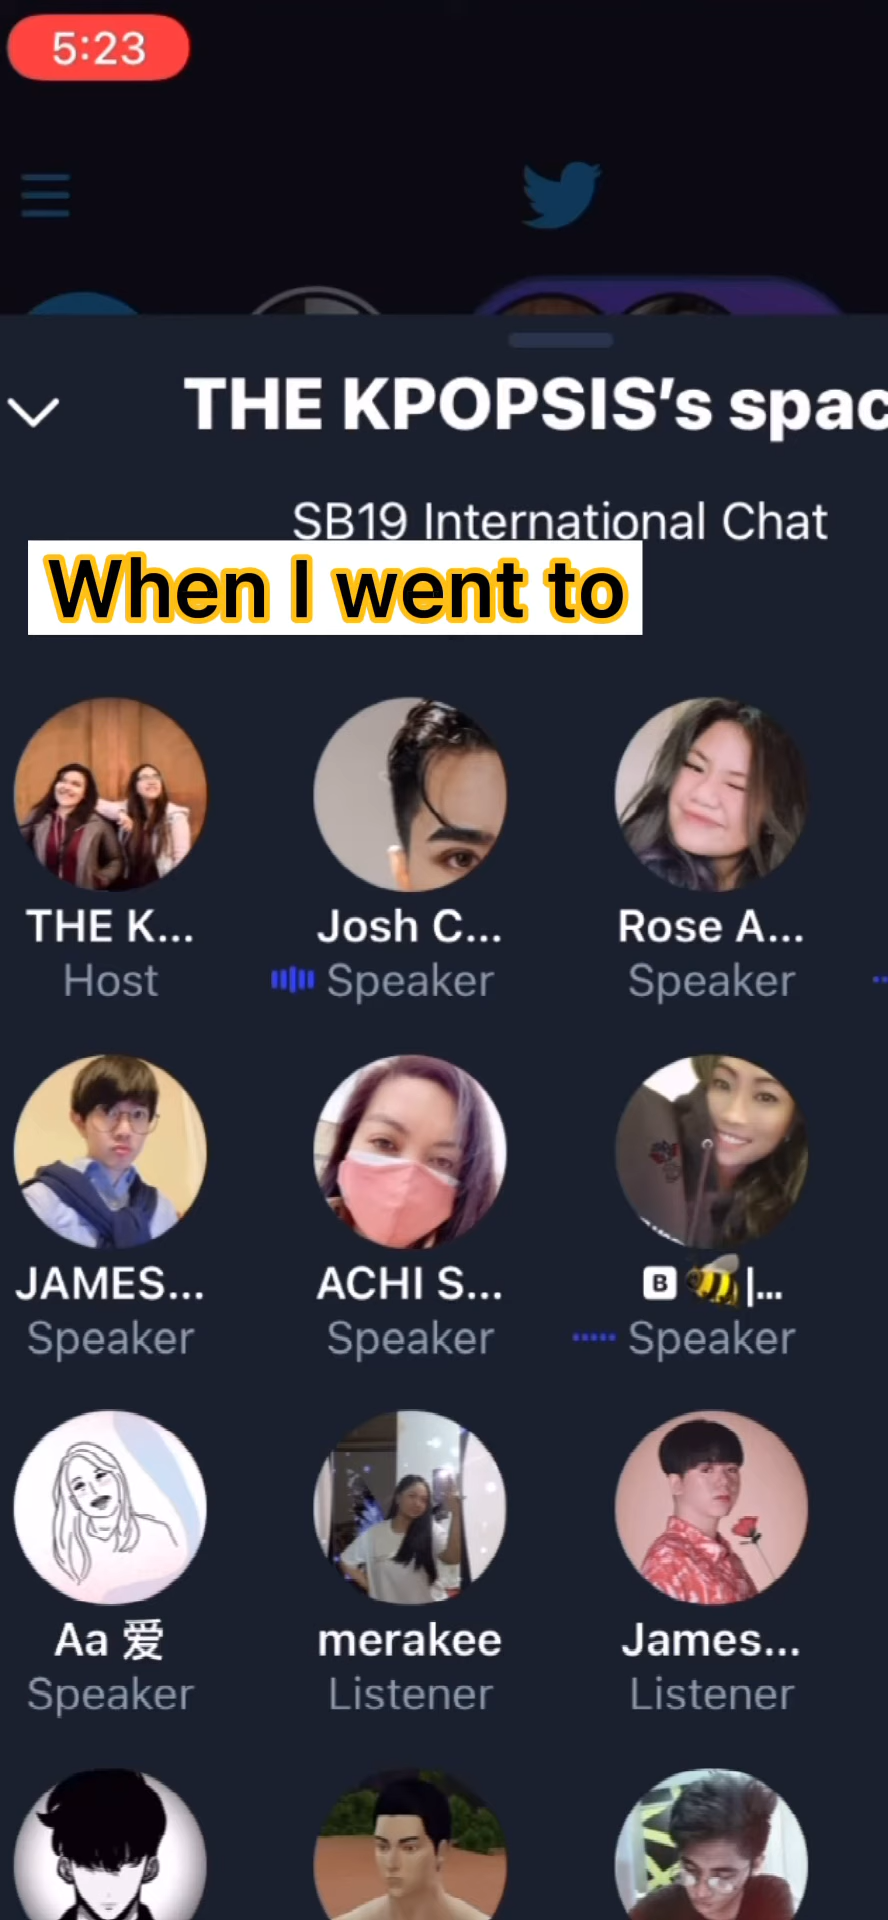 5:23
THE KPOPSIS’s spac
SB19 International Chat
When I went to
THE K... Josh C... Rose A...
Host Speaker Speaker
JAMES... ACHI S... 🅱️🐝|...
Speaker Speaker Speaker
Aa 爱 merakee James...
Speaker Listener Listener